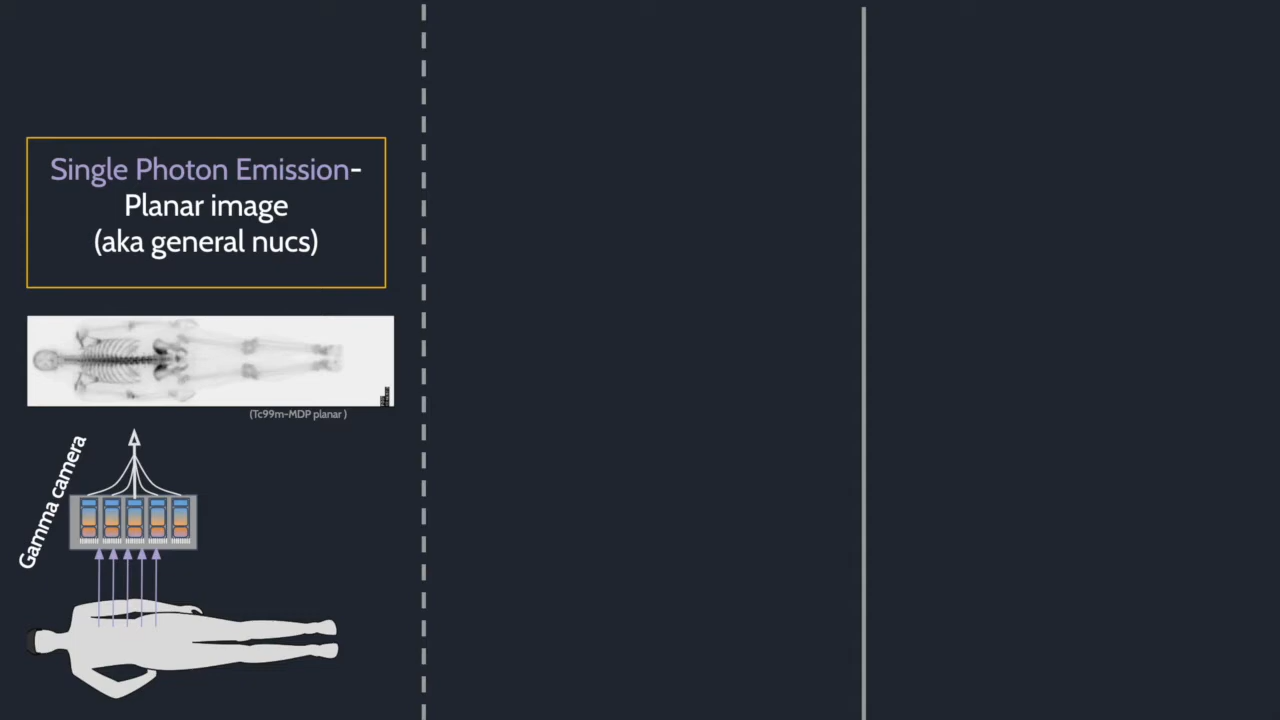 Single Photon Emission-
Planar image
(aka general nucs)
(Tc99m-MDP planar )
Gamma camera